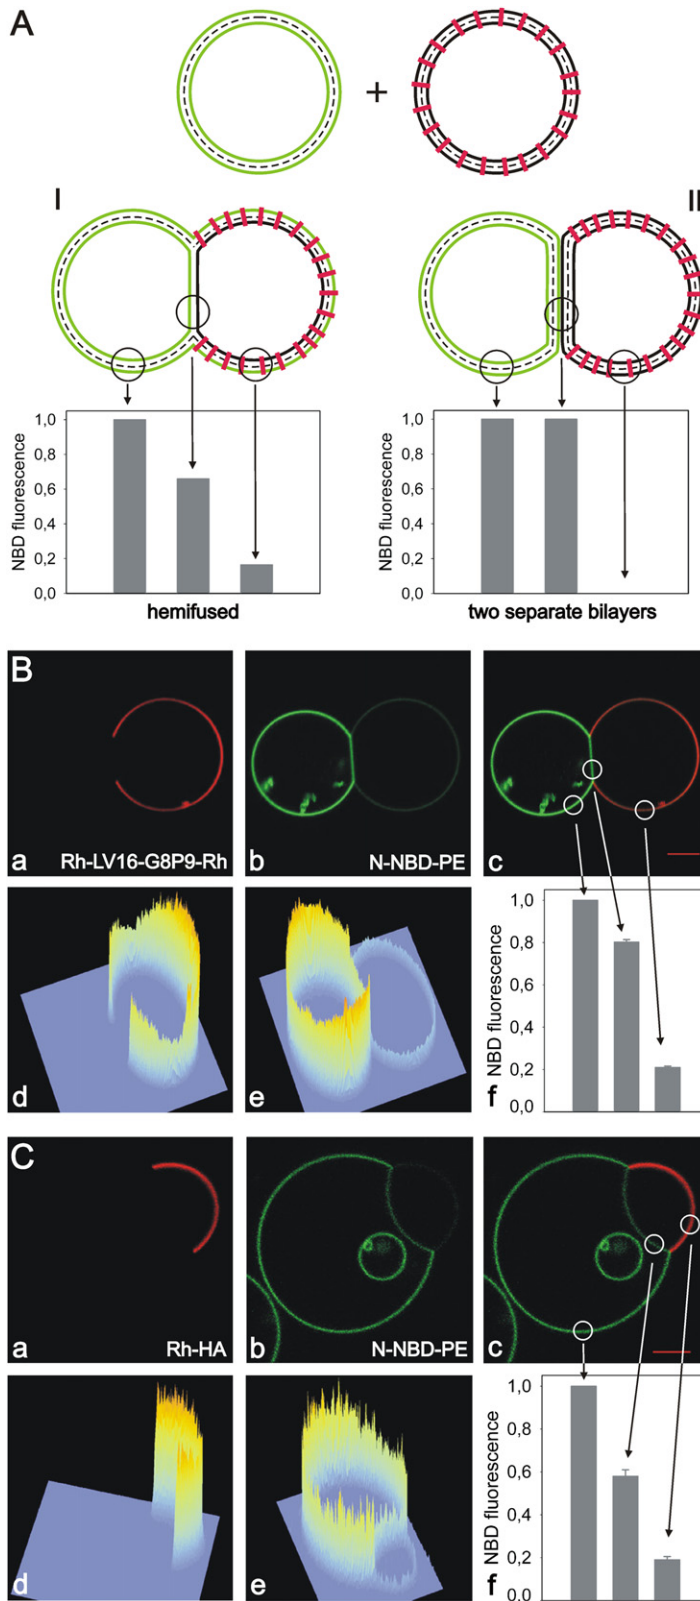 A
+
I
II
NBD fluorescence
1,0
0,8
0,6
0,4
0,2
0,0
hemifused
NBD fluorescence
1,0
0,8
0,6
0,4
0,2
0,0
two separate bilayers
B
a
Rh-LV16-G8P9-Rh
b
N-NBD-PE
c
d
e
f
NBD fluorescence
1,0
0,8
0,6
0,4
0,2
0,0
C
a
Rh-HA
b
N-NBD-PE
c
d
e
f
NBD fluorescence
1,0
0,8
0,6
0,4
0,2
0,0